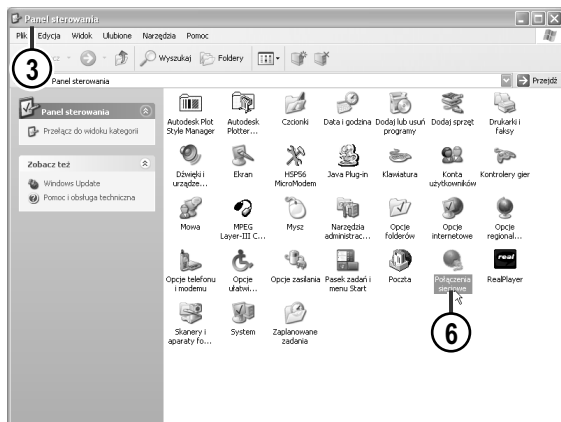 Panel sterowania
Plik Edycja Widok Ulubione Narzędzia Pomoc
Wyszukaj Foldery
3
Panel sterowania Przejdź
Panel sterowania
Przełącz do widoku kategorii
Zobacz też
Windows Update
Pomoc i obsługa techniczna
Autodesk Plot Style Manager
Autodesk Plotter...
Czcionki
Data i godzina
Dodaj lub usuń programy
Dodaj sprzęt
Drukarki i faksy
Dźwięki i urządze...
Ekran
HSP56 MicroModem
Java Plug-in
Klawiatura
Konta użytkowników
Kontrolery gier
Mowa
MPEG Layer-III C...
Mysz
Narzędzia administrac...
Opcje folderów
Opcje internetowe
Opcje regional...
Opcje telefonu i modemu
Opcje ułatwi...
Opcje zasilania
Pasek zadań i menu Start
Poczta
Połączenia sieciowe
real
RealPlayer
Skanery i aparaty fo...
System
Zaplanowane zadania
6